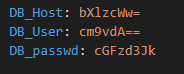 DB_Host: bXlzcWw=
DB_User: cm9vdA==
DB_passwd: cGFzd3Jk